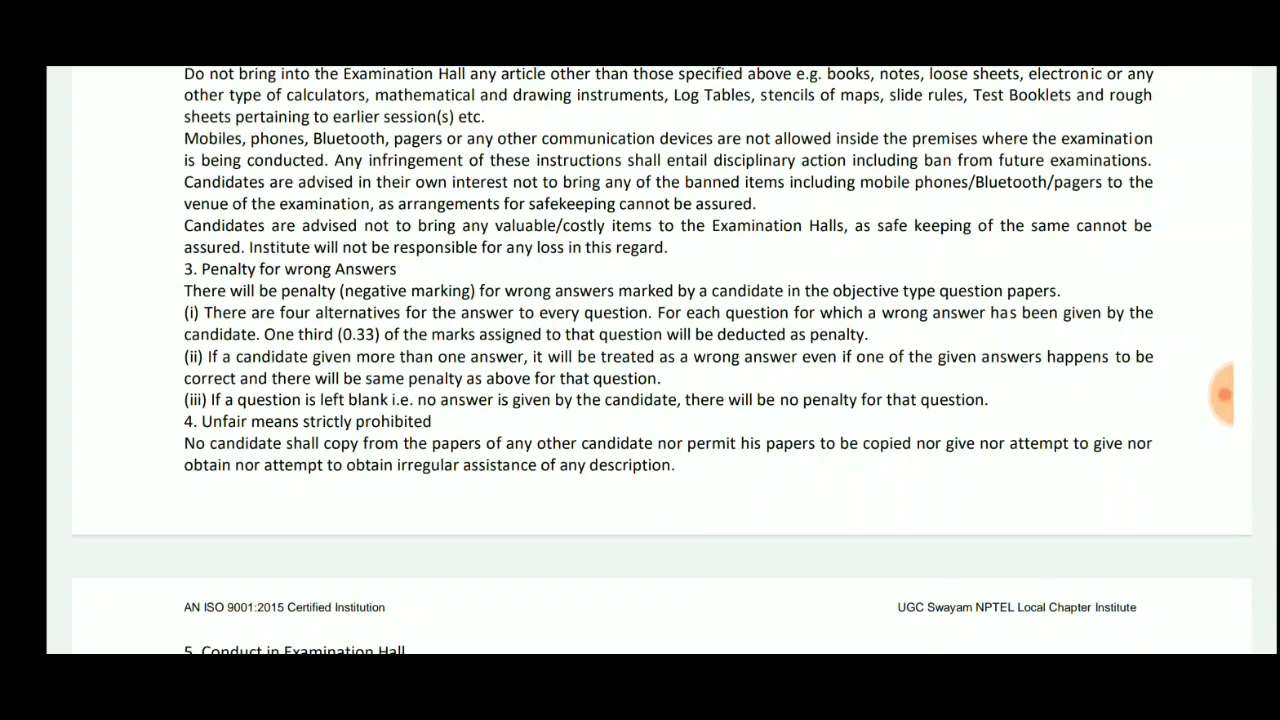 Do not bring into the Examination Hall any article other than those specified above e.g. books, notes, loose sheets, electronic or any
other type of calculators, mathematical and drawing instruments, Log Tables, stencils of maps, slide rules, Test Booklets and rough
sheets pertaining to earlier session(s) etc.
Mobiles, phones, Bluetooth, pagers or any other communication devices are not allowed inside the premises where the examination
is being conducted. Any infringement of these instructions shall entail disciplinary action including ban from future examinations.
Candidates are advised in their own interest not to bring any of the banned items including mobile phones/Bluetooth/pagers to the
venue of the examination, as arrangements for safekeeping cannot be assured.
Candidates are advised not to bring any valuable/costly items to the Examination Halls, as safe keeping of the same cannot be
assured. Institute will not be responsible for any loss in this regard.
3. Penalty for wrong Answers
There will be penalty (negative marking) for wrong answers marked by a candidate in the objective type question papers.
(i) There are four alternatives for the answer to every question. For each question for which a wrong answer has been given by the
candidate. One third (0.33) of the marks assigned to that question will be deducted as penalty.
(ii) If a candidate given more than one answer, it will be treated as a wrong answer even if one of the given answers happens to be
correct and there will be same penalty as above for that question.
(iii) If a question is left blank i.e. no answer is given by the candidate, there will be no penalty for that question.
4. Unfair means strictly prohibited
No candidate shall copy from the papers of any other candidate nor permit his papers to be copied nor give nor attempt to give nor
obtain nor attempt to obtain irregular assistance of any description.
AN ISO 9001:2015 Certified Institution
UGC Swayam NPTEL Local Chapter Institute
5. Conduct in Examination Hall